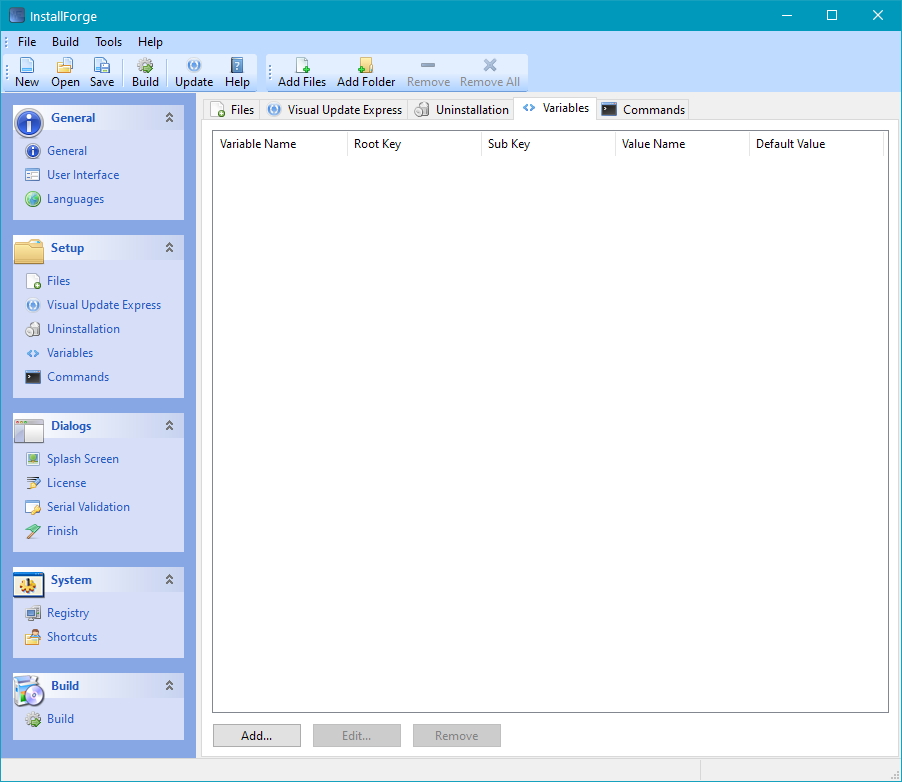 InstallForge
File Build Tools Help
New Open Save Build Update Help Add Files Add Folder Remove Remove All
General
General
User Interface
Languages
Setup
Files
Visual Update Express
Uninstallation
Variables
Commands
Dialogs
Splash Screen
License
Serial Validation
Finish
System
Registry
Shortcuts
Build
Build
Files Visual Update Express Uninstallation Variables Commands
Variable Name Root Key Sub Key Value Name Default Value
Add... Edit... Remove